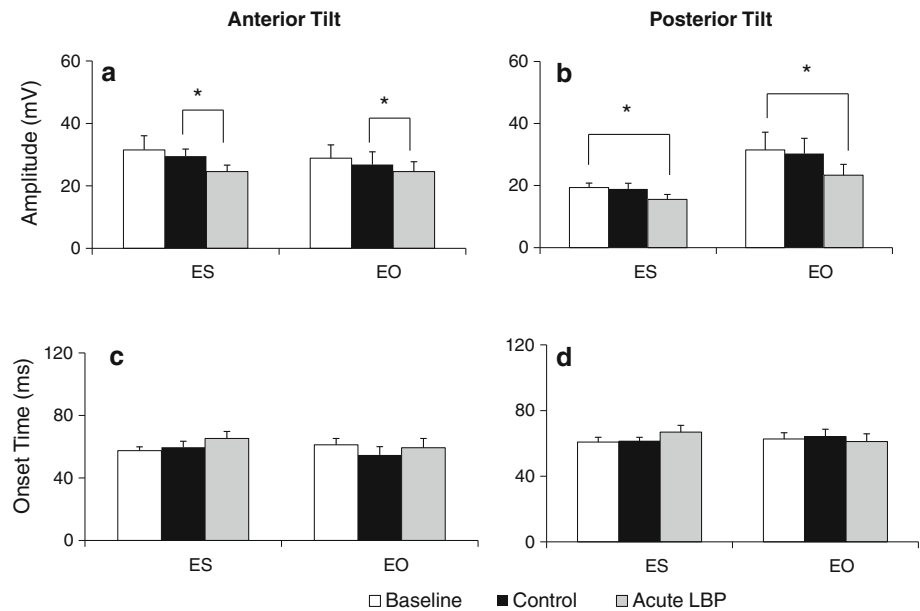 Anterior Tilt
Posterior Tilt
Amplitude (mV)
60
40
20
0
a
*
*
ES
EO
60
40
20
0
b
*
*
ES
EO
Onset Time (ms)
120
80
40
0
c
ES
EO
120
80
40
0
d
ES
EO
Baseline
Control
Acute LBP